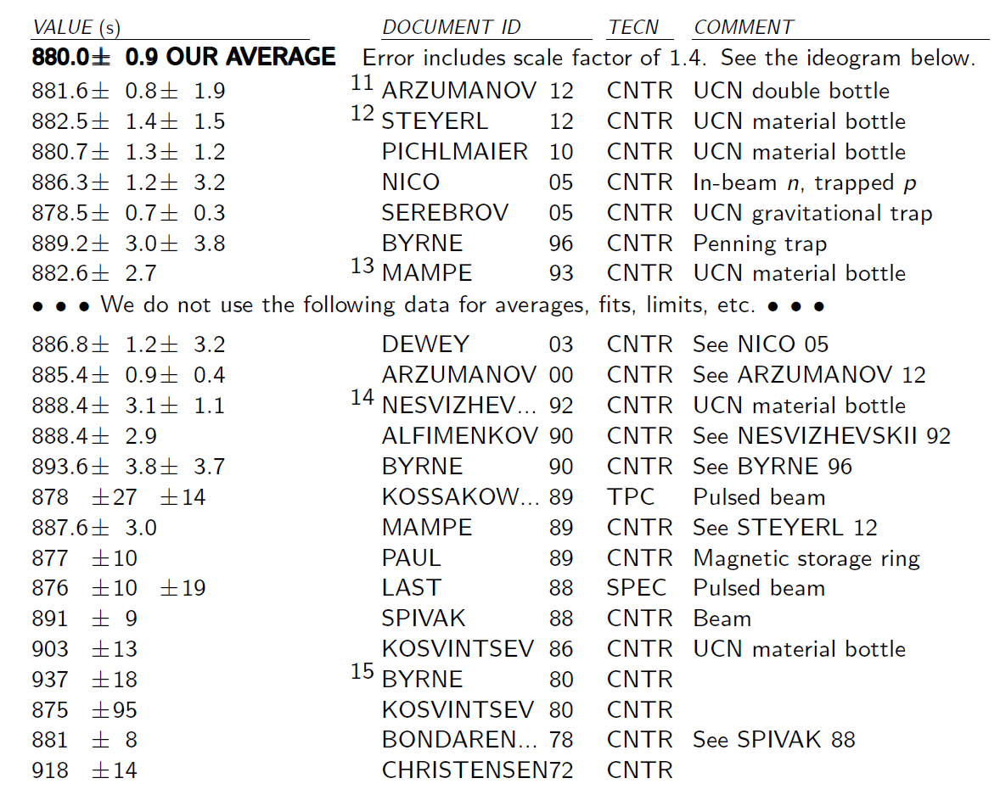 VALUE (s) DOCUMENT ID TECN COMMENT
880.0± 0.9 OUR AVERAGE Error includes scale factor of 1.4. See the ideogram below.
881.6± 0.8± 1.9 11 ARZUMANOV 12 CNTR UCN double bottle
882.5± 1.4± 1.5 12 STEYERL 12 CNTR UCN material bottle
880.7± 1.3± 1.2 PICHLMAIER 10 CNTR UCN material bottle
886.3± 1.2± 3.2 NICO 05 CNTR In-beam n, trapped p
878.5± 0.7± 0.3 SEREBROV 05 CNTR UCN gravitational trap
889.2± 3.0± 3.8 BYRNE 96 CNTR Penning trap
882.6± 2.7 13 MAMPE 93 CNTR UCN material bottle
• • • We do not use the following data for averages, fits, limits, etc. • • •
886.8± 1.2± 3.2 DEWEY 03 CNTR See NICO 05
885.4± 0.9± 0.4 ARZUMANOV 00 CNTR See ARZUMANOV 12
888.4± 3.1± 1.1 14 NESVIZHEV... 92 CNTR UCN material bottle
888.4± 2.9 ALFIMENKOV 90 CNTR See NESVIZHEVSKII 92
893.6± 3.8± 3.7 BYRNE 90 CNTR See BYRNE 96
878 ±27 ±14 KOSSAKOW... 89 TPC Pulsed beam
887.6± 3.0 MAMPE 89 CNTR See STEYERL 12
877 ±10 PAUL 89 CNTR Magnetic storage ring
876 ±10 ±19 LAST 88 SPEC Pulsed beam
891 ± 9 SPIVAK 88 CNTR Beam
903 ±13 KOSVINTSEV 86 CNTR UCN material bottle
937 ±18 15 BYRNE 80 CNTR
875 ±95 KOSVINTSEV 80 CNTR
881 ± 8 BONDAREN... 78 CNTR See SPIVAK 88
918 ±14 CHRISTENSEN72 CNTR